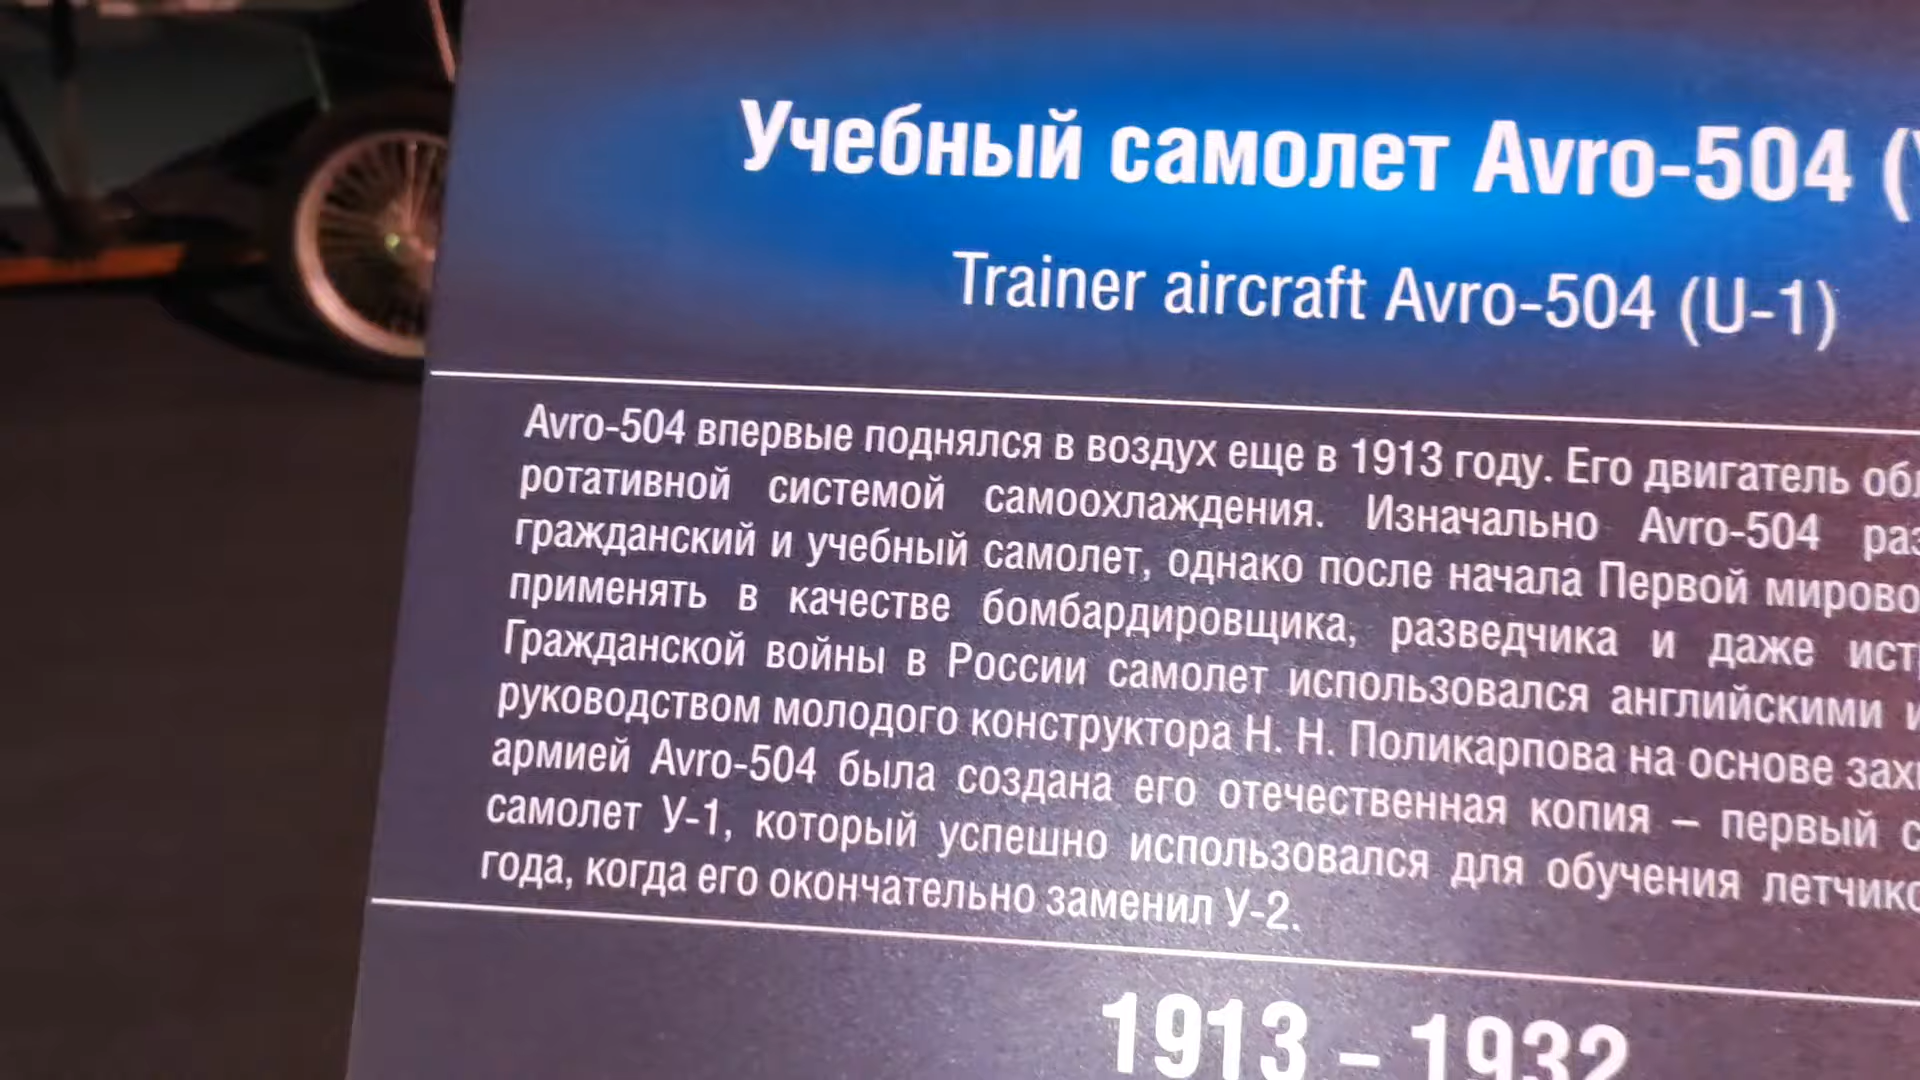 Учебный самолет Avro-504 (
Trainer aircraft Avro-504 (U-1)
Avro-504 впервые поднялся в воздух еще в 1913 году. Его двигатель
ротативной системой самоохлаждения. Изначально Avro-504
гражданский и учебный самолет, однако после начала Первой
применять в качестве бомбардировщика, разведчика и даже
Гражданской войны в России самолет использовался английскими
руководством молодого конструктора Н. Н. Поликарпова на основе
армией Avro-504 была создана его отечественная копия – первый
самолет У-1, который успешно использовался для обучения
года, когда его окончательно заменил У-2.
1913 – 1932